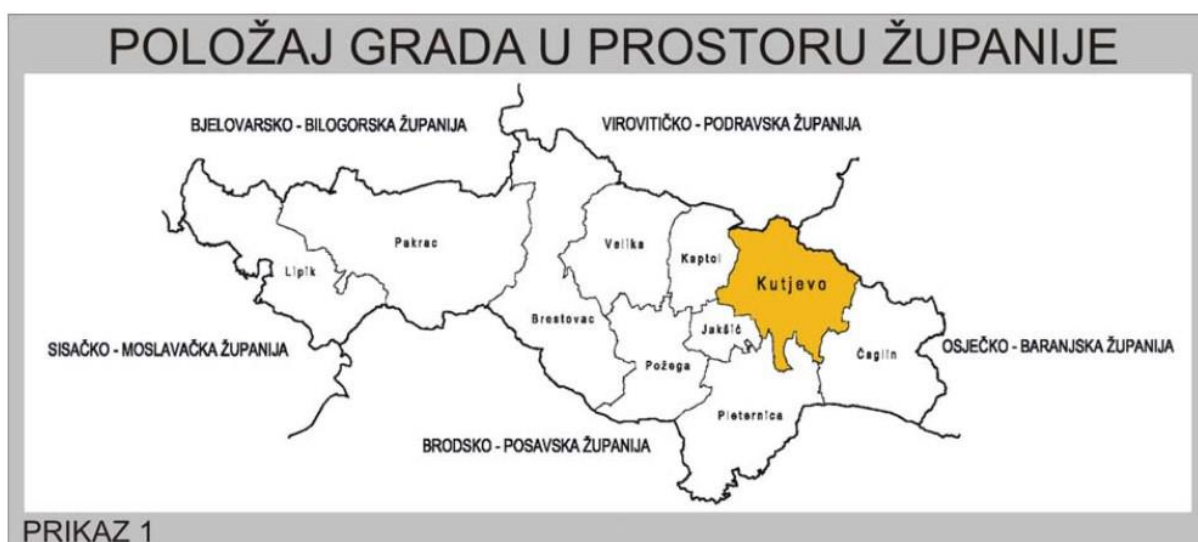 POLOŽAJ GRADA U PROSTORU ŽUPANIJE
BJELOVARSKO - BILOGORSKA ŽUPANIJA
VIROVITIČKO - PODRAVSKA ŽUPANIJA
Pakrac
Velika
Kaptol
Lipik
Kutjevo
Brestovac
Jakšić
SISAČKO - MOSLAVAČKA ŽUPANIJA
OSJEČKO - BARANJSKA ŽUPANIJA
Čaglin
Požega
Pleternica
BRODSKO - POSAVSKA ŽUPANIJA
PRIKAZ 1